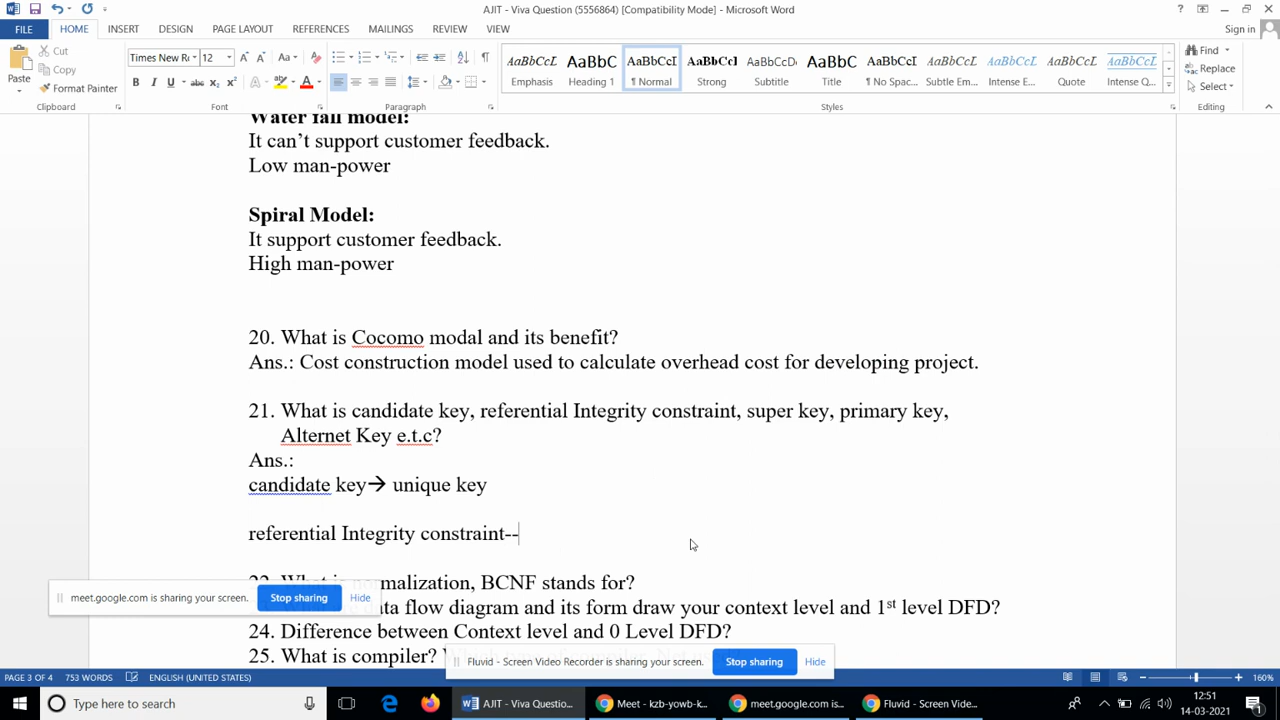 AJIT - Viva Question (5556864) [Compatibility Mode] - Microsoft Word
FILE HOME INSERT DESIGN PAGE LAYOUT REFERENCES MAILINGS REVIEW VIEW Sign in
Cut
Copy
Format Painter
Paste
Clipboard
Times New Ro 12
Font
Paragraph
AaBbCcL AaBbC AaBbCcI AaBbCcl AaBbCcD AaBbC AaBbCcI AaBbCcL AaBbCcL AaBbCcL AaBbCcL
Emphasis Heading 1 ¶ Normal Strong Subtitle Title ¶ No Spac... Subtle Em... Intense E... Quote Intense Q...
Styles
Find
Replace
Select
Editing
Water fall model:
It can’t support customer feedback.
Low man-power
Spiral Model:
It support customer feedback.
High man-power
20. What is Cocomo modal and its benefit?
Ans.: Cost construction model used to calculate overhead cost for developing project.
21. What is candidate key, referential Integrity constraint, super key, primary key,
Alternet Key e.t.c?
Ans.:
candidate key→ unique key
referential Integrity constraint--
22. What is normalization, BCNF stands for?
data flow diagram and its form draw your context level and 1st level DFD?
24. Difference between Context level and 0 Level DFD?
25. What is compiler?
meet.google.com is sharing your screen. Stop sharing Hide
Fluvid - Screen Video Recorder is sharing your screen. Stop sharing Hide
PAGE 3 OF 4 753 WORDS ENGLISH (UNITED STATES) 160%
Type here to search
AJIT - Viva Questio... Meet - kzb-yowb-k... meet.google.com is... Fluvid - Screen Vide...
12:51
14-03-2021